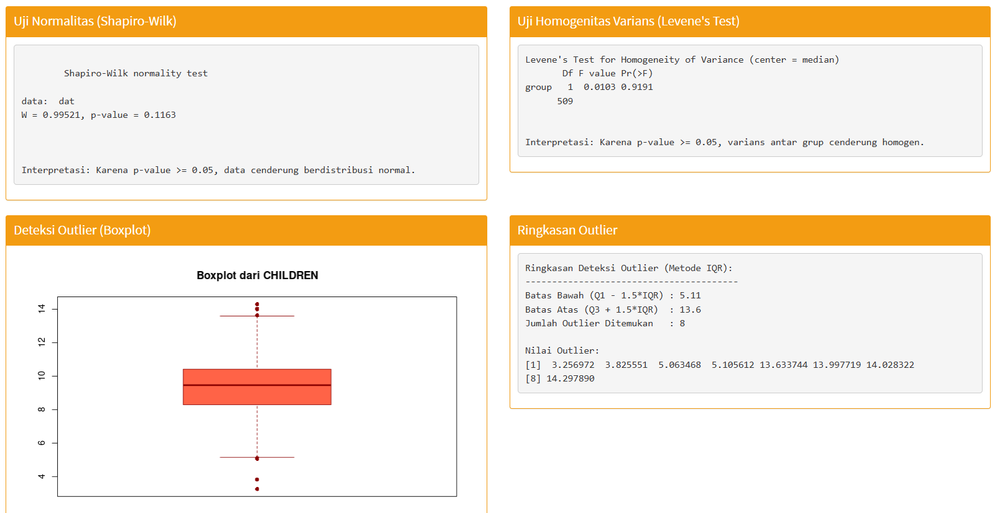 Uji Normalitas (Shapiro-Wilk)
Shapiro-Wilk normality test
data:  dat
W = 0.99521, p-value = 0.1163
Interpretasi: Karena p-value >= 0.05, data cenderung berdistribusi normal.
Uji Homogenitas Varians (Levene's Test)
Levene's Test for Homogeneity of Variance (center = median)
Df F value Pr(>F)
group   1  0.0103 0.9191
509
Interpretasi: Karena p-value >= 0.05, varians antar grup cenderung homogen.
Deteksi Outlier (Boxplot)
Boxplot dari CHILDREN
14
12
10
8
6
4
Ringkasan Outlier
Ringkasan Deteksi Outlier (Metode IQR):
----------------------------------------
Batas Bawah (Q1 - 1.5*IQR) : 5.11
Batas Atas (Q3 + 1.5*IQR)  : 13.6
Jumlah Outlier Ditemukan   : 8
Nilai Outlier:
[1]  3.256972  3.825551  5.063468  5.105612 13.633744 13.997719 14.028322
[8] 14.297890